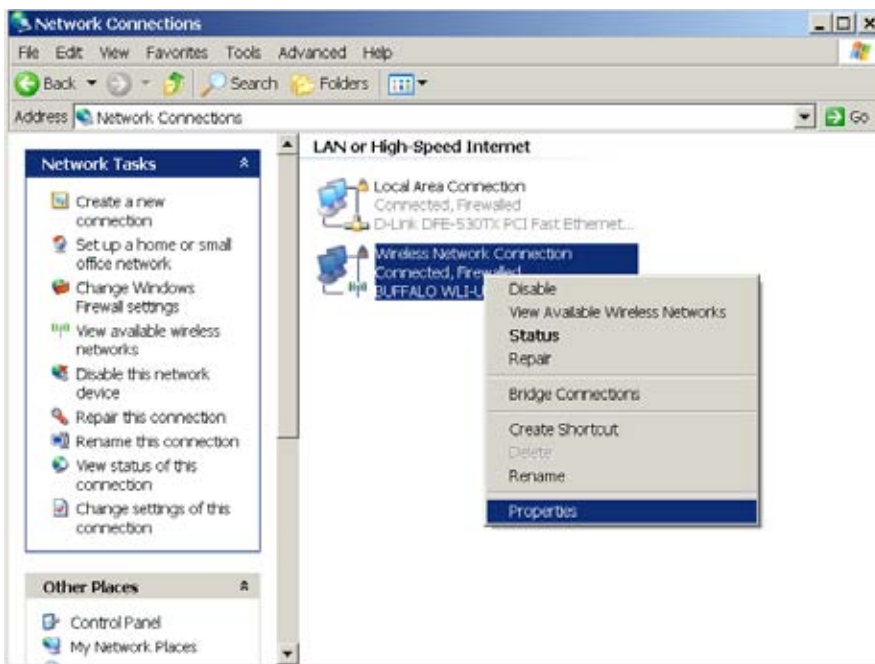 Network Connections
File Edit View Favorites Tools Advanced Help
Back Search Folders
Address Network Connections Go
Network Tasks
Create a new
connection
Set up a home or small
office network
Change Windows
Firewall settings
View available wireless
networks
Disable this network
device
Repair this connection
Rename this connection
View status of this
connection
Change settings of this
connection
Other Places
Control Panel
My Network Places
LAN or High-Speed Internet
Local Area Connection
Connected, Firewalled
D-Link DFE-530TX PCI Fast Ethernet...
Wireless Network Connection
Connected, Firewalled
BUFFALO WLI-U
Disable
View Available Wireless Networks
Status
Repair
Bridge Connections
Create Shortcut
Delete
Rename
Properties